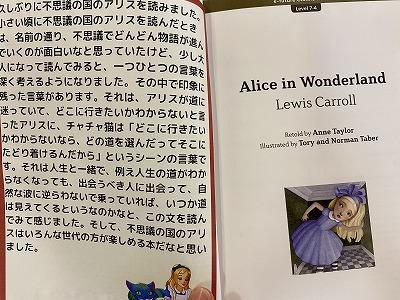 久しぶりに不思議の国のアリスを読みました。
小さい頃に不思議の国のアリスを読んだとき
は、名前の通り、不思議でどんどん物語が進ん
でいくのが面白いなと思っていたけど、少し大
人になって読んでみると、一つひとつの言葉を
深く考えるようになりました。その中で印象に
残った言葉があります。それは、アリスが道に
迷っていて、どこに行きたいかわからないと言
ったアリスに、チャチャ猫は「どこに行きたい
かわからないなら、どの道を選んだってそこに
たどり着けるんだから」というシーンの言葉で
す。それは人生と一緒で、例え人生の道がわか
らなくなっても、出会うべき人に出会って、自
然な波に逆らわないで乗っていれば、いつか道
は見えてくるというなのかなと、この文を読ん
でみて感じました。そして、不思議の国のアリ
スはいろんな世代の方が楽しめる本だなと思い
ました。
Level 7-4
Alice in Wonderland
Lewis Carroll
Retold by Anne Taylor
Illustrated by Tory and Norman Taber